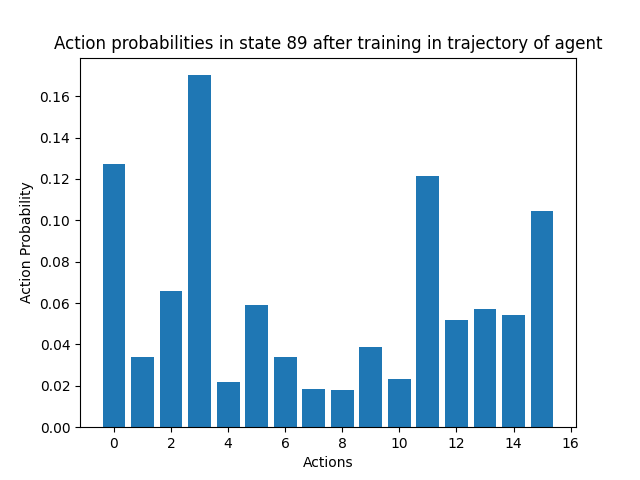 Action probabilities in state 89 after training in trajectory of agent
0.16
0.14
0.12
0.10
0.08
0.06
0.04
0.02
0.00
Action Probability
0 2 4 6 8 10 12 14 16
Actions